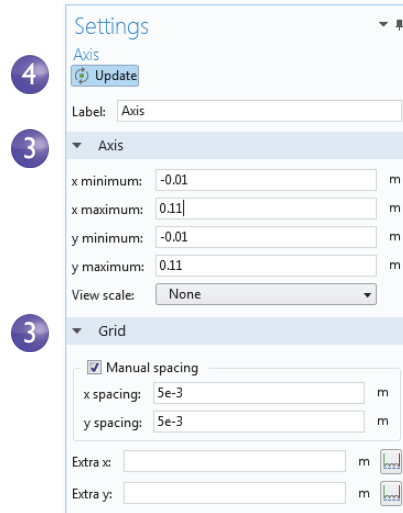 Settings
Axis
4
Update
Label: Axis
3
Axis
x minimum: -0.01 m
x maximum: 0.11 m
y minimum: -0.01 m
y maximum: 0.11 m
View scale: None
3
Grid
Manual spacing
x spacing: 5e-3 m
y spacing: 5e-3 m
Extra x: m
Extra y: m